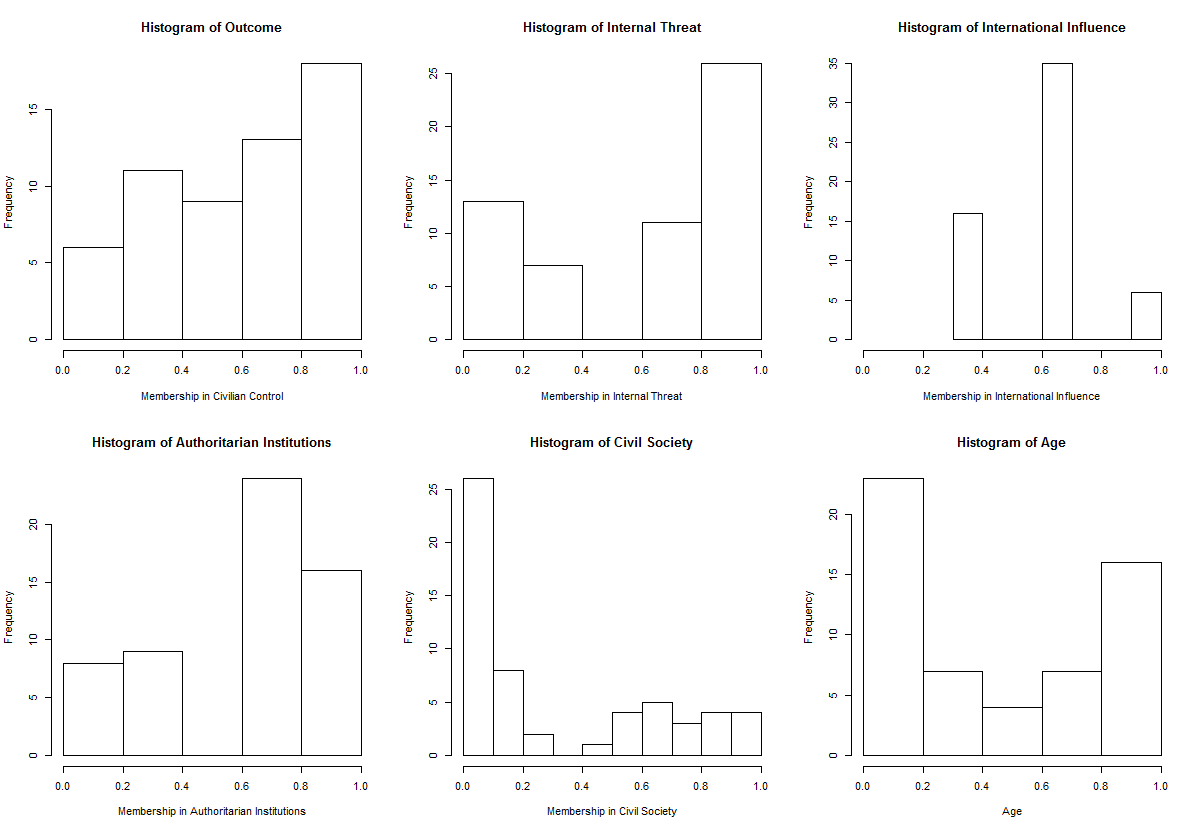 Histogram of Outcome
Frequency
0 5 10 15
0.0 0.2 0.4 0.6 0.8 1.0
Membership in Civilian Control
Histogram of Internal Threat
Frequency
0 5 10 15 20 25
0.0 0.2 0.4 0.6 0.8 1.0
Membership in Internal Threat
Histogram of International Influence
Frequency
0 5 10 15 20 25 30 35
0.0 0.2 0.4 0.6 0.8 1.0
Membership in International Influence
Histogram of Authoritarian Institutions
Frequency
0 5 10 15 20
0.0 0.2 0.4 0.6 0.8 1.0
Membership in Authoritarian Institutions
Histogram of Civil Society
Frequency
0 5 10 15 20 25
0.0 0.2 0.4 0.6 0.8 1.0
Membership in Civil Society
Histogram of Age
Frequency
0 5 10 15 20
0.0 0.2 0.4 0.6 0.8 1.0
Age